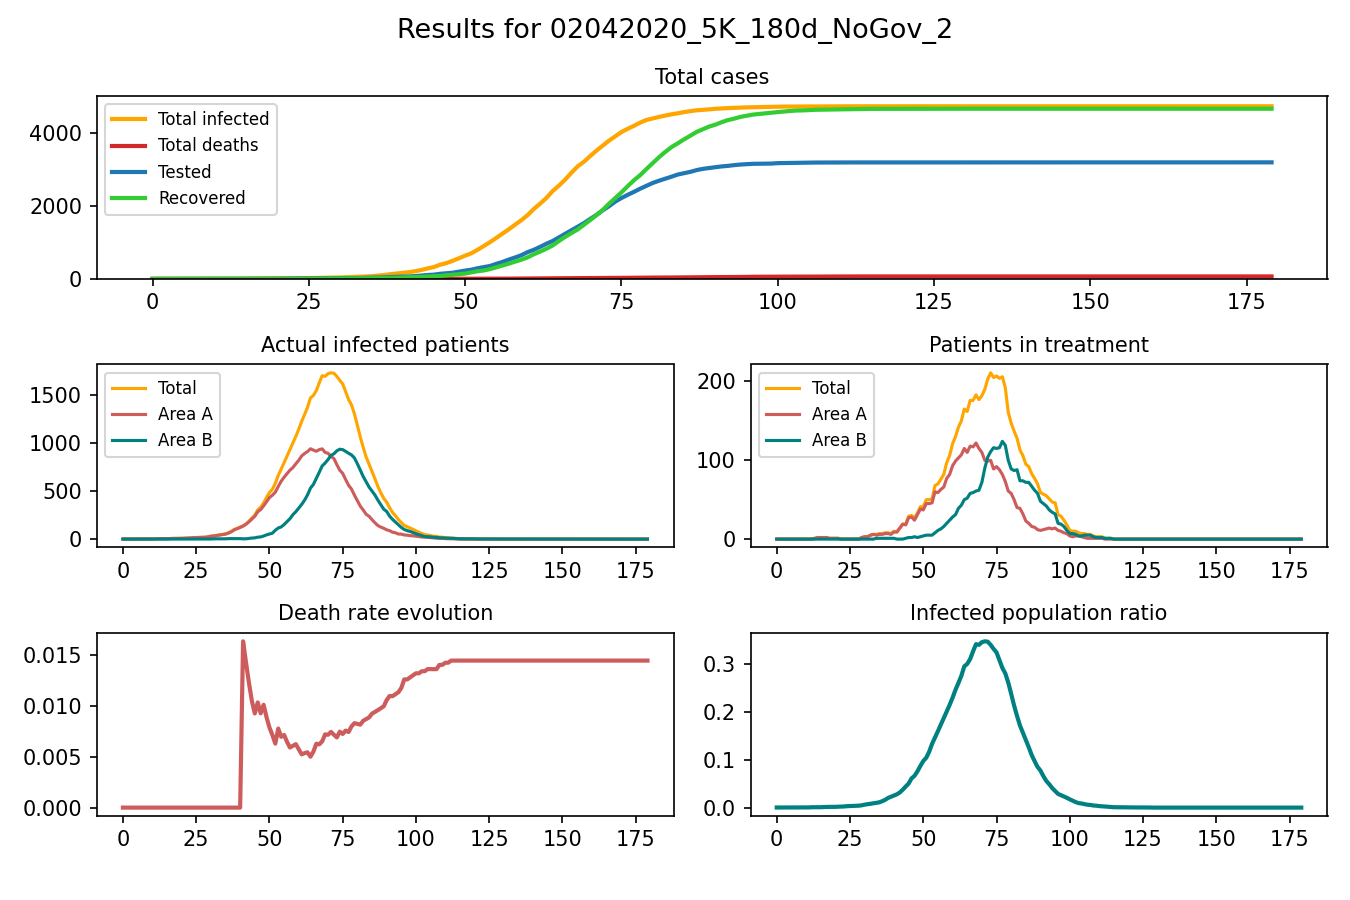 Results for 02042020_5K_180d_NoGov_2
Total cases
Total infected
Total deaths
Tested
Recovered
4000
2000
0
0 25 50 75 100 125 150 175
Actual infected patients
Total
Area A
Area B
1500
1000
500
0
0 25 50 75 100 125 150 175
Patients in treatment
Total
Area A
Area B
200
100
0
0 25 50 75 100 125 150 175
Death rate evolution
0.015
0.010
0.005
0.000
0 25 50 75 100 125 150 175
Infected population ratio
0.3
0.2
0.1
0.0
0 25 50 75 100 125 150 175